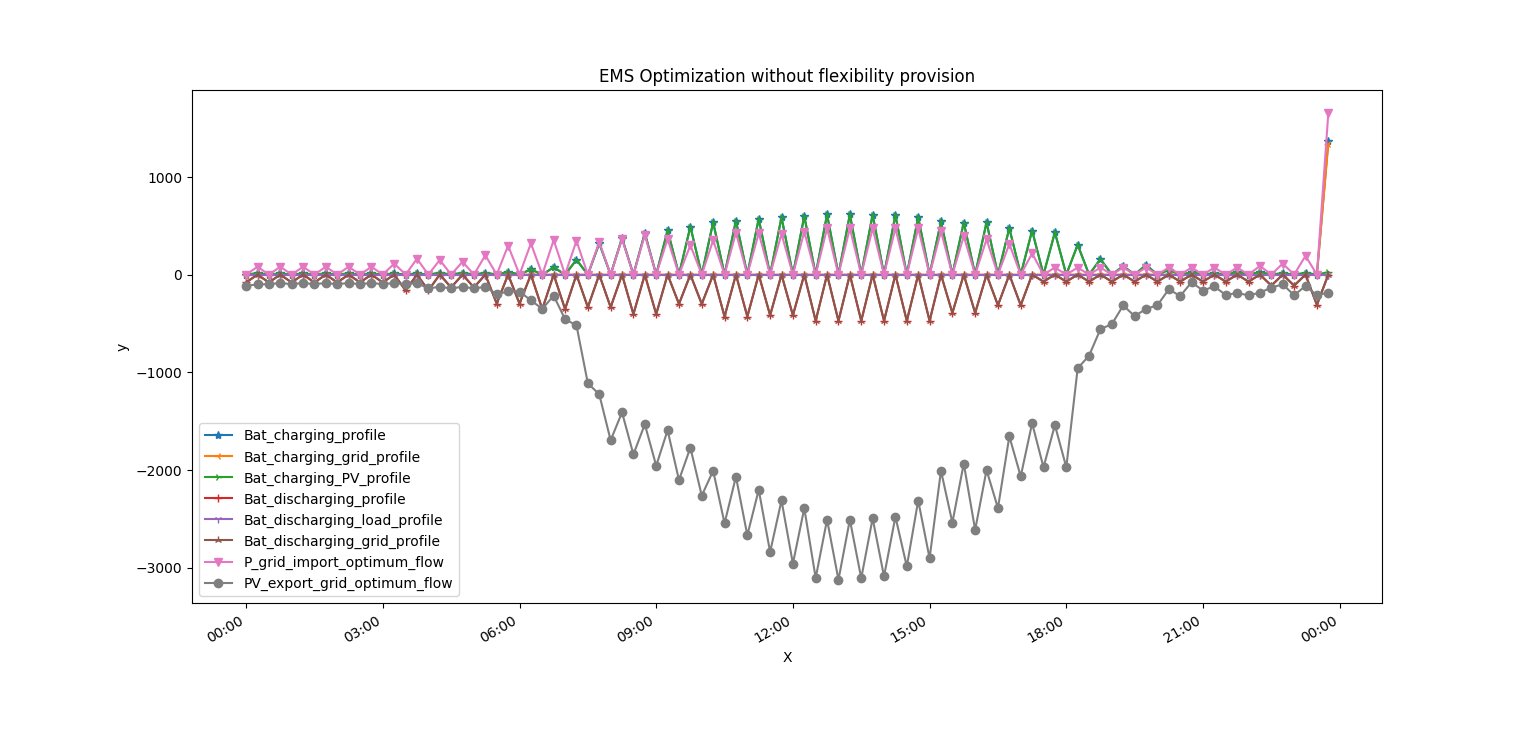 EMS Optimization without flexibility provision
1000
0
−1000
−2000
−3000
y
Bat_charging_profile
Bat_charging_grid_profile
Bat_charging_PV_profile
Bat_discharging_profile
Bat_discharging_load_profile
Bat_discharging_grid_profile
P_grid_import_optimum_flow
PV_export_grid_optimum_flow
00:00
03:00
06:00
09:00
12:00
15:00
18:00
21:00
00:00
X